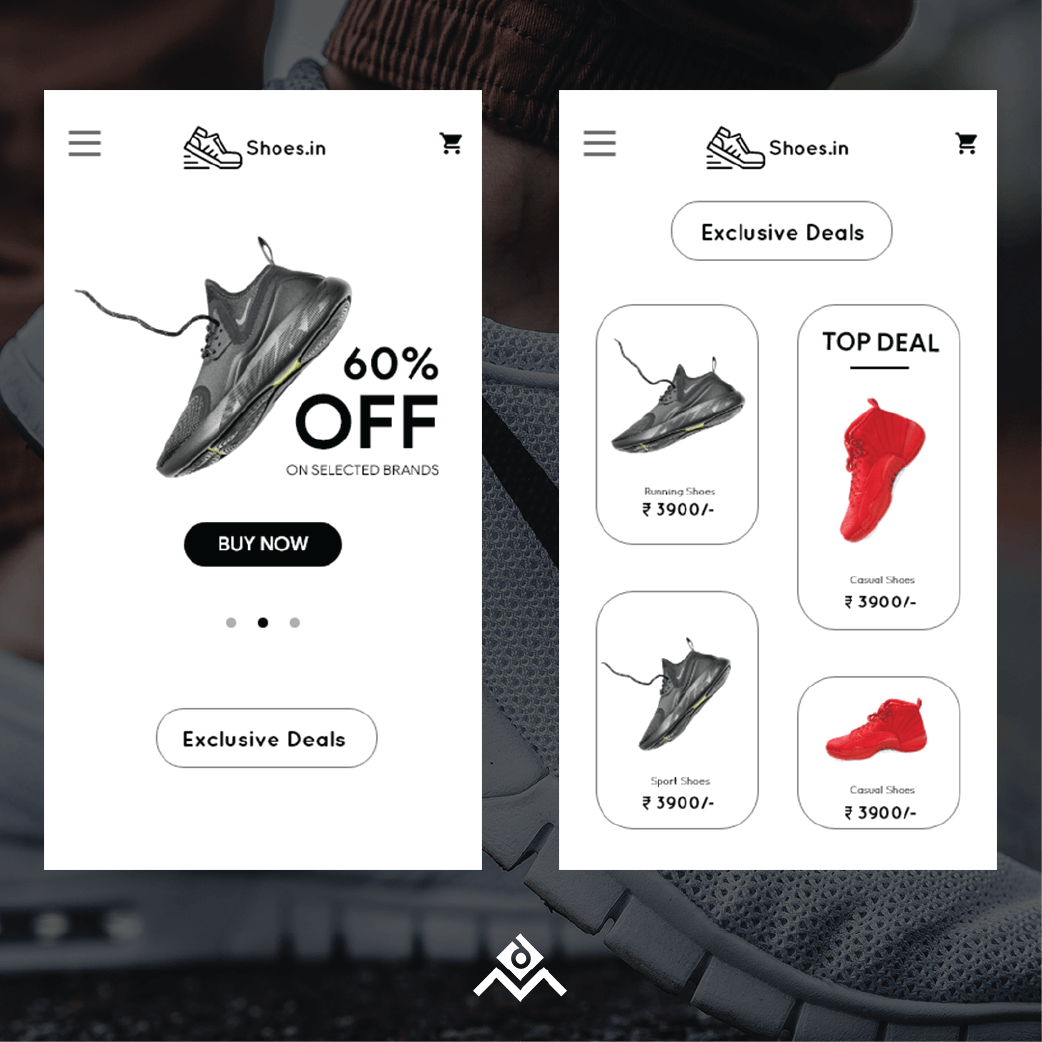 Shoes.in
60%
OFF
ON SELECTED BRANDS
BUY NOW
Exclusive Deals
Shoes.in
Exclusive Deals
Running Shoes
₹ 3900/-
TOP DEAL
Casual Shoes
₹ 3900/-
Sport Shoes
₹ 3900/-
Casual Shoes
₹ 3900/-